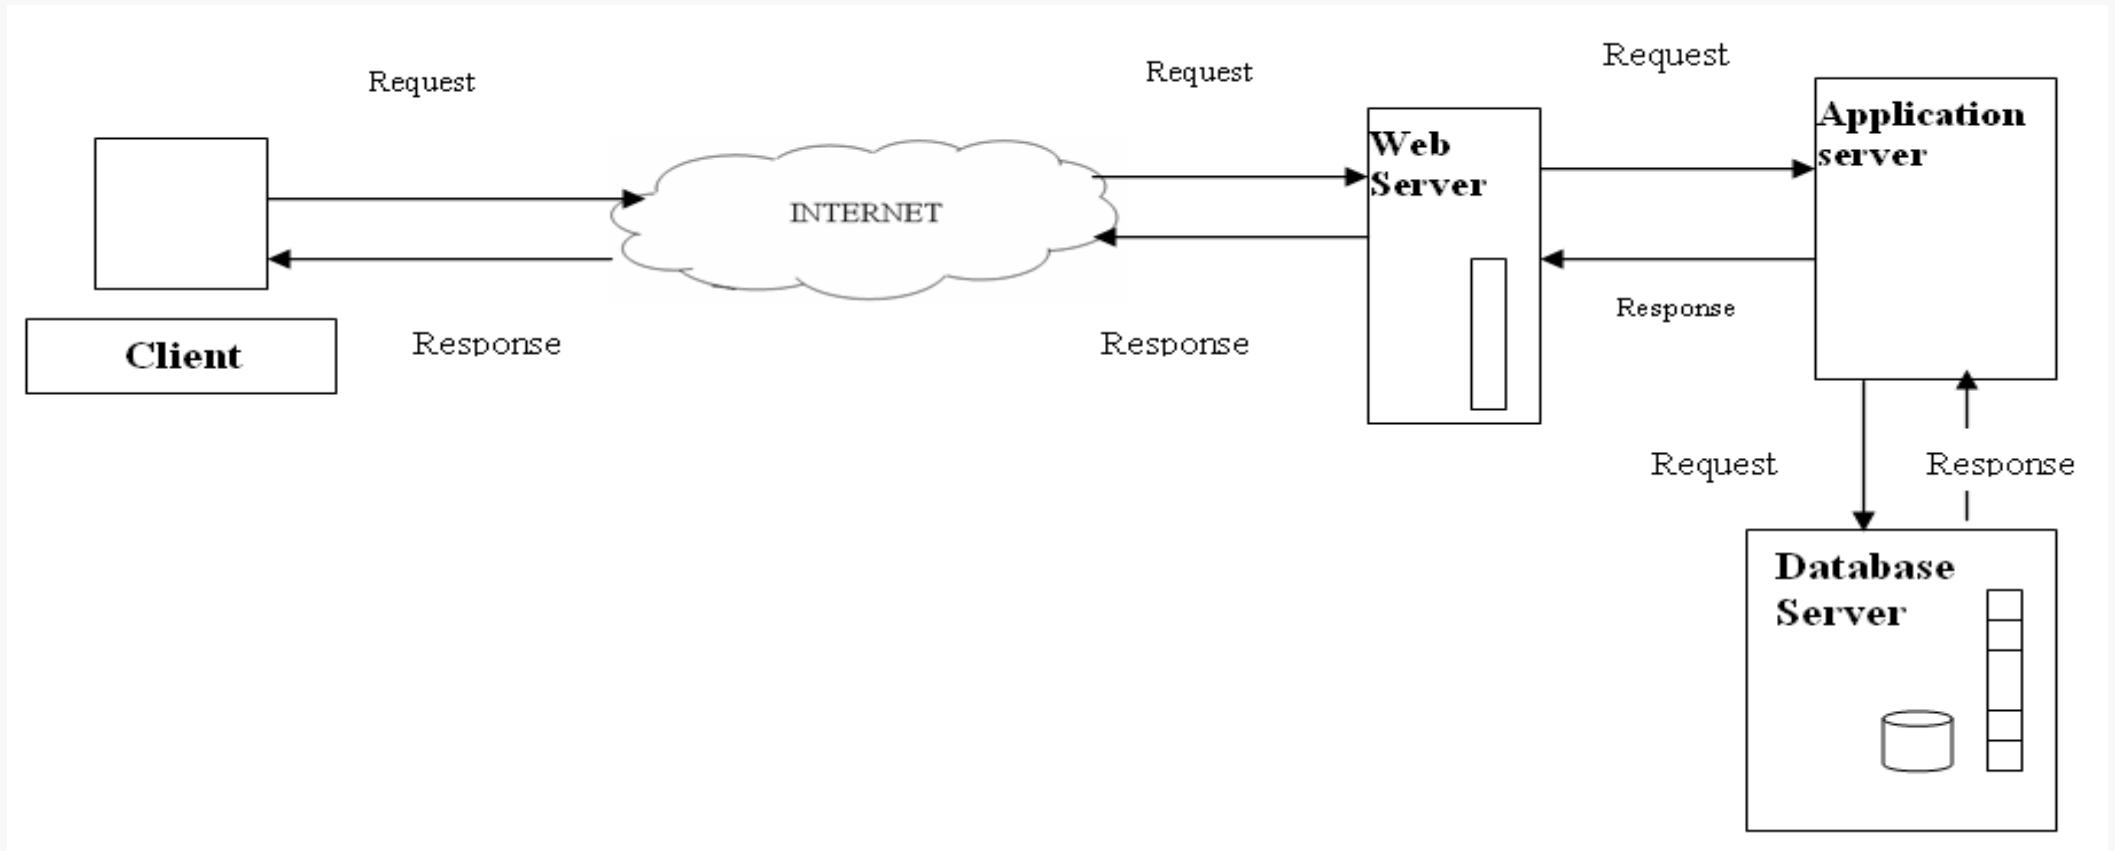 Request
Request
Request
Application
server
Web
Server
INTERNET
Response
Client
Response
Response
Request
Response
Database
Server